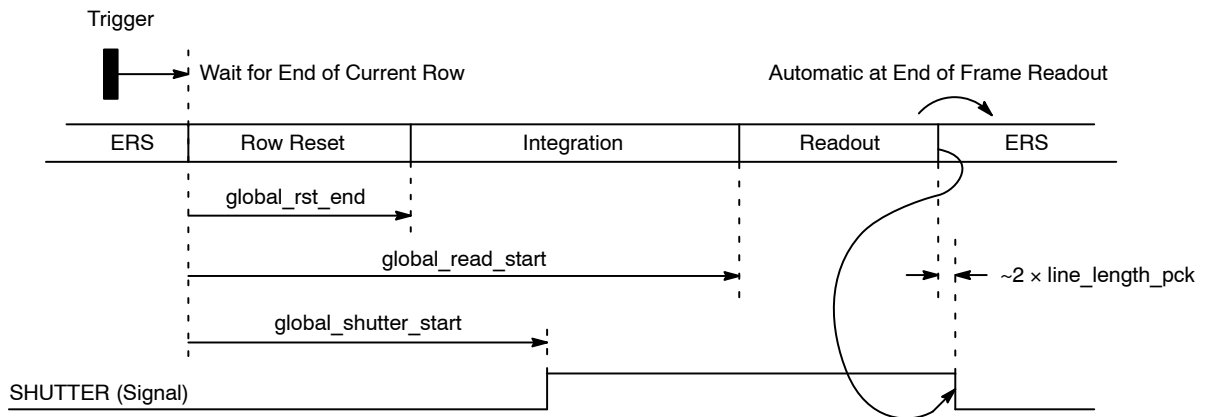 Trigger
Wait for End of Current Row
Automatic at End of Frame Readout
ERS
Row Reset
Integration
Readout
ERS
global_rst_end
global_read_start
~2 × line_length_pck
global_shutter_start
SHUTTER (Signal)